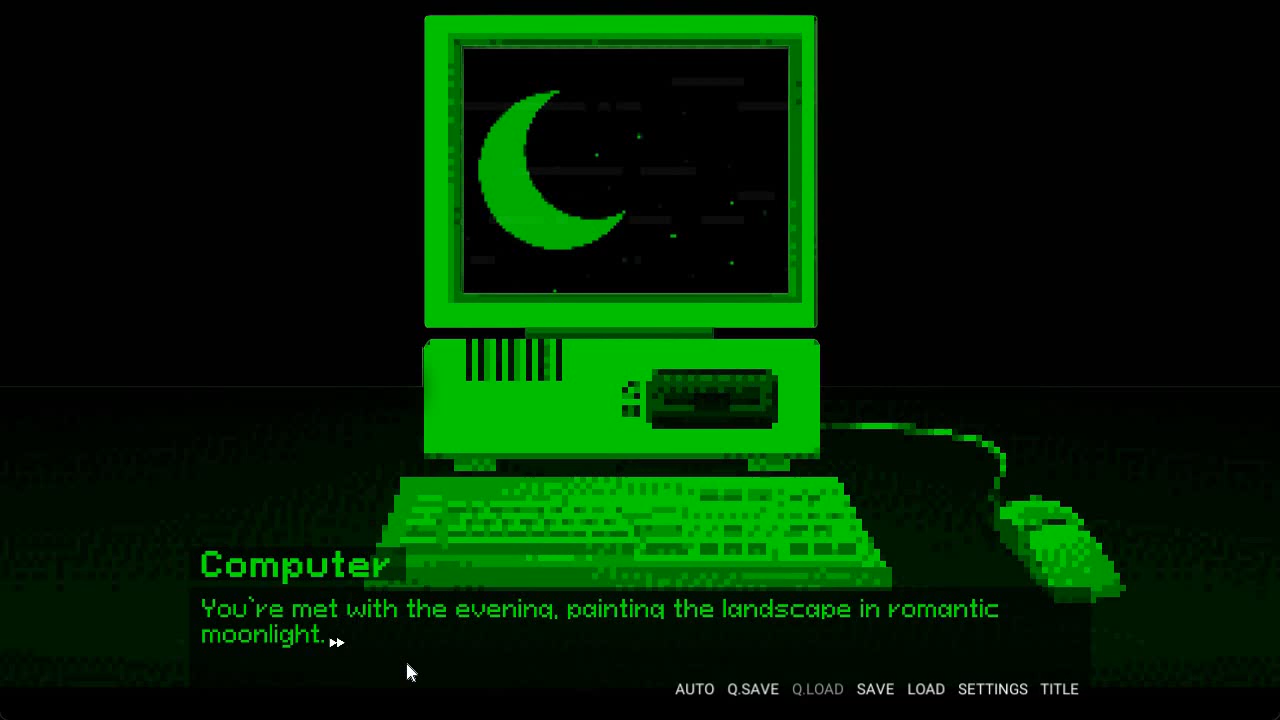 Computer
You`re met with the evening, painting the landscape in romantic
moonlight.
AUTO Q.SAVE Q.LOAD SAVE LOAD SETTINGS TITLE